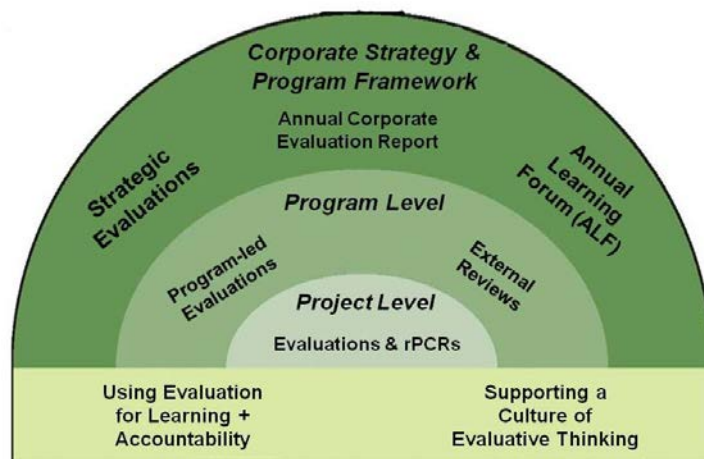 Corporate Strategy &
Program Framework
Annual Corporate
Evaluation Report
Strategic
Evaluations
Annual
Learning
Forum (ALF)
Program Level
Program-led
Evaluations
External
Reviews
Project Level
Evaluations & rPCRs
Using Evaluation
for Learning +
Accountability
Supporting a
Culture of
Evaluative Thinking